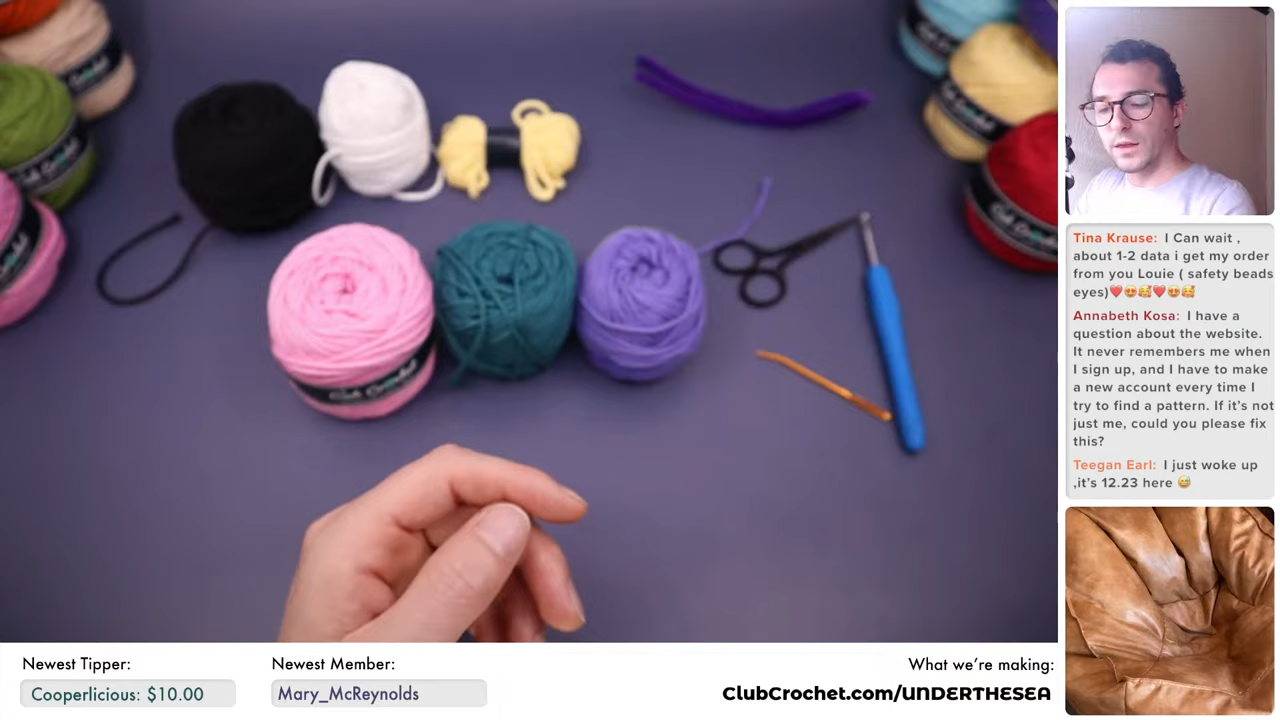 Tina Krause: I Can wait ,
about 1-2 data i get my order
from you Louie ( safety beads
eyes)❤️😍🥰❤️😍🥰
Annabeth Kosa: I have a
question about the website.
It never remembers me when
I sign up, and I have to make
a new account every time I
try to find a pattern. If it's not
just me, could you please fix
this?
Teegan Earl: I just woke up
,it's 12.23 here 😅
Newest Tipper:
Cooperlicious: $10.00
Newest Member:
Mary_McReynolds
What we're making:
ClubCrochet.com/UNDERTHESEA